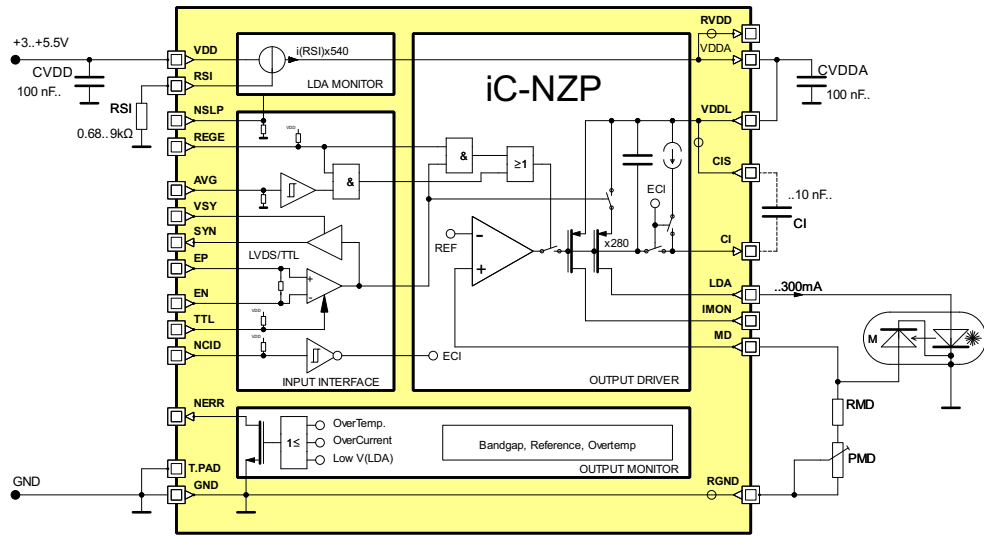 +3..+5.5V
CVDD
100 nF..
RSI
0.68..9kΩ
GND
VDD
RSI
NSLP
REGE
AVG
VSY
SYN
EP
EN
TTL
NCID
NERR
T.PAD
GND
i(RSI)x540
LDA MONITOR
VDD
&
LVDS/TTL
+
-
VDD
VDD
ECI
INPUT INTERFACE
iC-NZP
&
≥1
ECI
REF
-
+
x280
OUTPUT DRIVER
1≤
OverTemp.
OverCurrent
Low V(LDA)
Bandgap, Reference, Overtemp
OUTPUT MONITOR
RVDD
VDDA
VDDL
CIS
CI
LDA
IMON
MD
RGND
CVDDA
100 nF..
..10 nF..
CI
..300mA
M
RMD
PMD